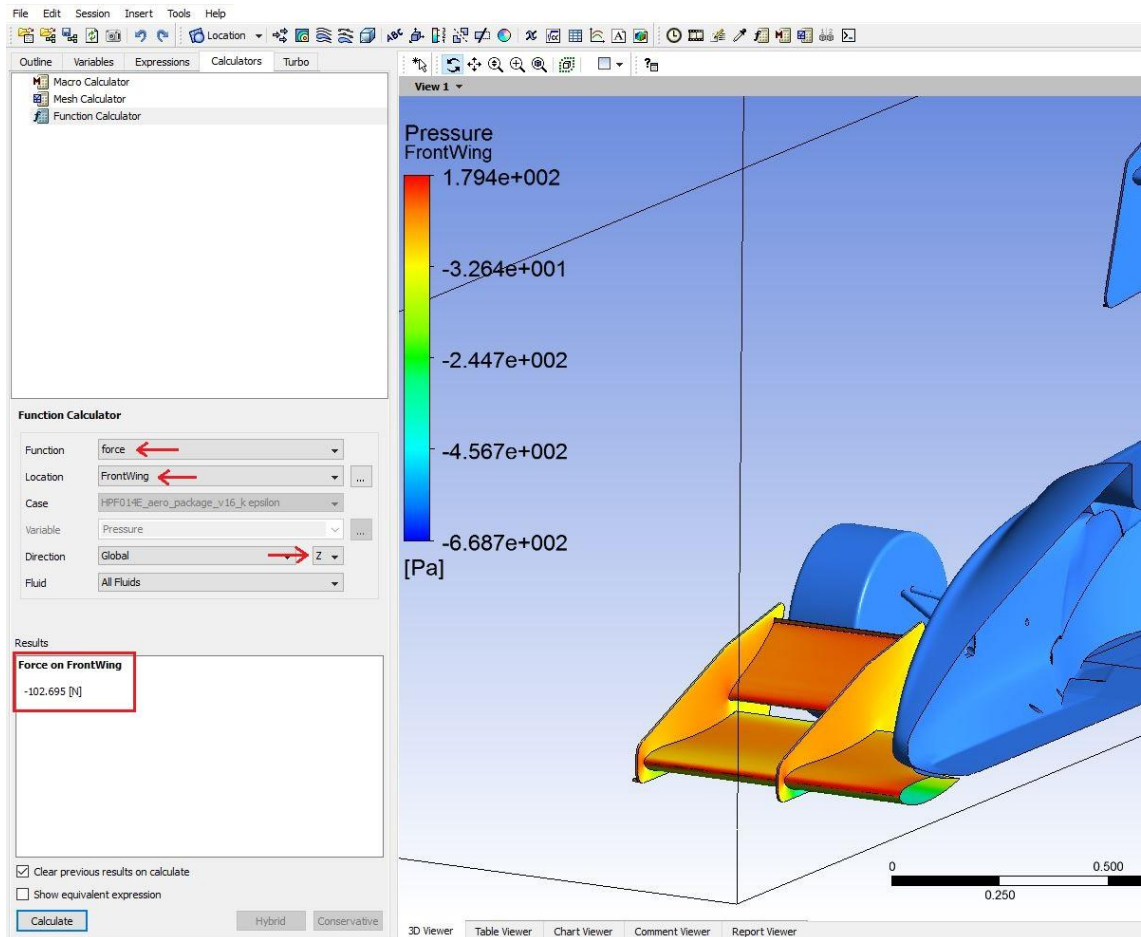 File Edit Session Insert Tools Help
Location
Outline Variables Expressions Calculators Turbo
Macro Calculator
Mesh Calculator
Function Calculator
Function Calculator
Function force
Location FrontWing ...
Case HPF014E_aero_package_v16_k epsilon
Variable Pressure ...
Direction Global Z
Fluid All Fluids
Results
Force on FrontWing
-102.695 [N]
Clear previous results on calculate
Show equivalent expression
Calculate Hybrid Conservative
View 1
Pressure
FrontWing
1.794e+002
-3.264e+001
-2.447e+002
-4.567e+002
-6.687e+002
[Pa]
0 0.500
0.250
3D Viewer Table Viewer Chart Viewer Comment Viewer Report Viewer